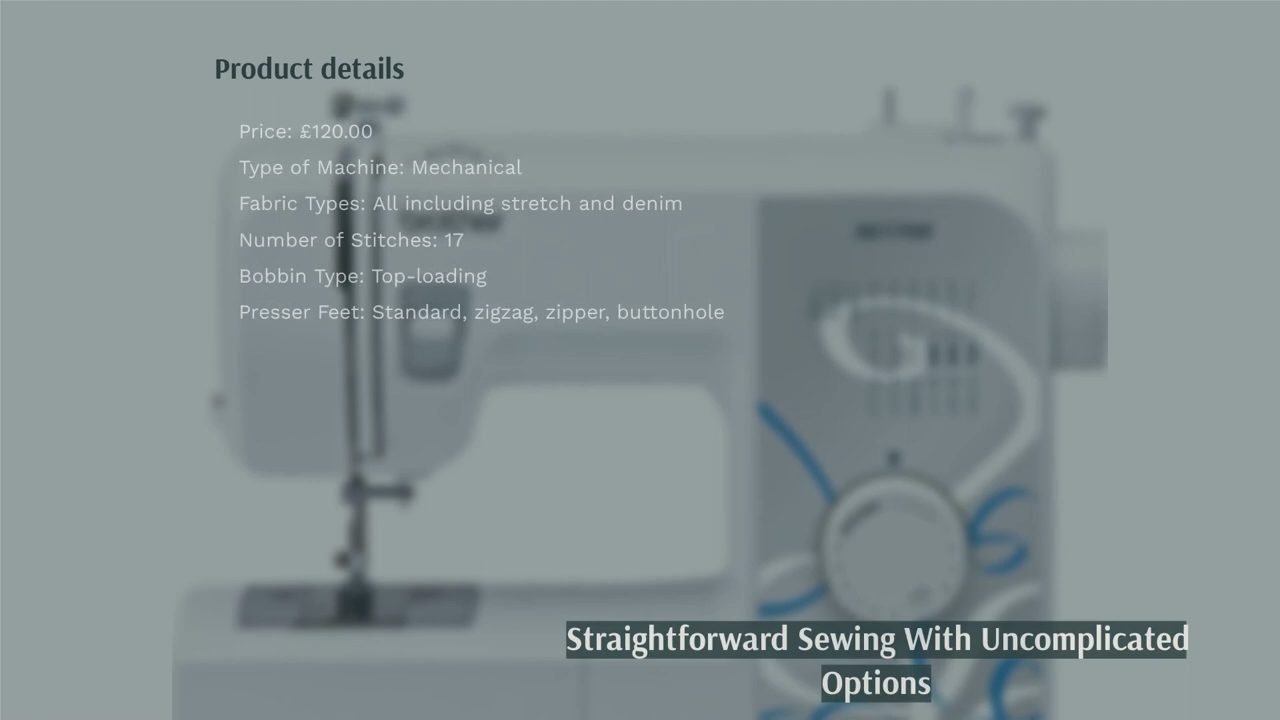 Product details
Price: £120.00
Type of Machine: Mechanical
Fabric Types: All including stretch and denim
Number of Stitches: 17
Bobbin Type: Top-loading
Presser Feet: Standard, zigzag, zipper, buttonhole
Straightforward Sewing With Uncomplicated
Options